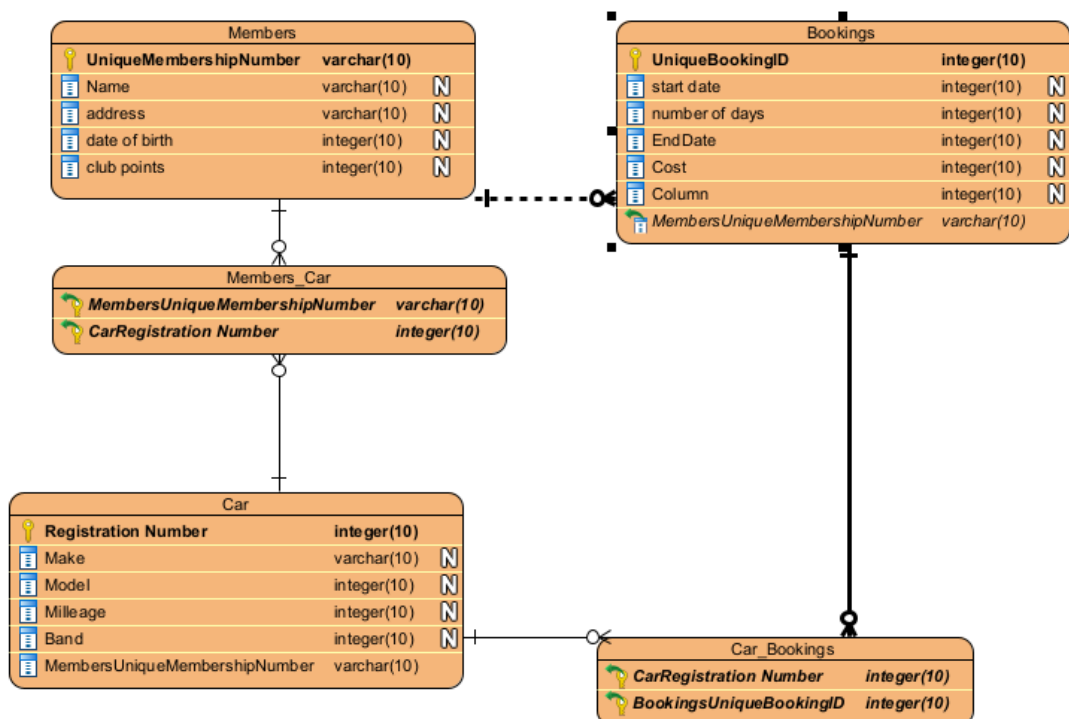 Members
UniqueMembershipNumber varchar(10)
Name varchar(10) N
address varchar(10) N
date of birth integer(10) N
club points integer(10) N
Bookings
UniqueBookingID integer(10)
start date integer(10) N
number of days integer(10) N
EndDate integer(10) N
Cost integer(10) N
Column integer(10) N
MembersUniqueMembershipNumber varchar(10)
Members_Car
MembersUniqueMembershipNumber varchar(10)
CarRegistration Number integer(10)
Car
Registration Number integer(10)
Make varchar(10) N
Model integer(10) N
Milleage integer(10) N
Band integer(10) N
MembersUniqueMembershipNumber varchar(10)
Car_Bookings
CarRegistration Number integer(10)
BookingsUniqueBookingID integer(10)